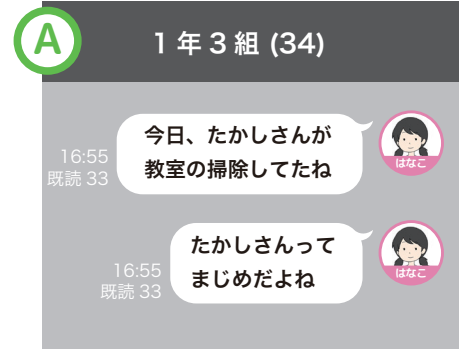 A
1年3組 (34)
今日、たかしさんが
教室の掃除してたね
16:55
既読 33
はなこ
たかしさんって
まじめだよね
16:55
既読 33
はなこ